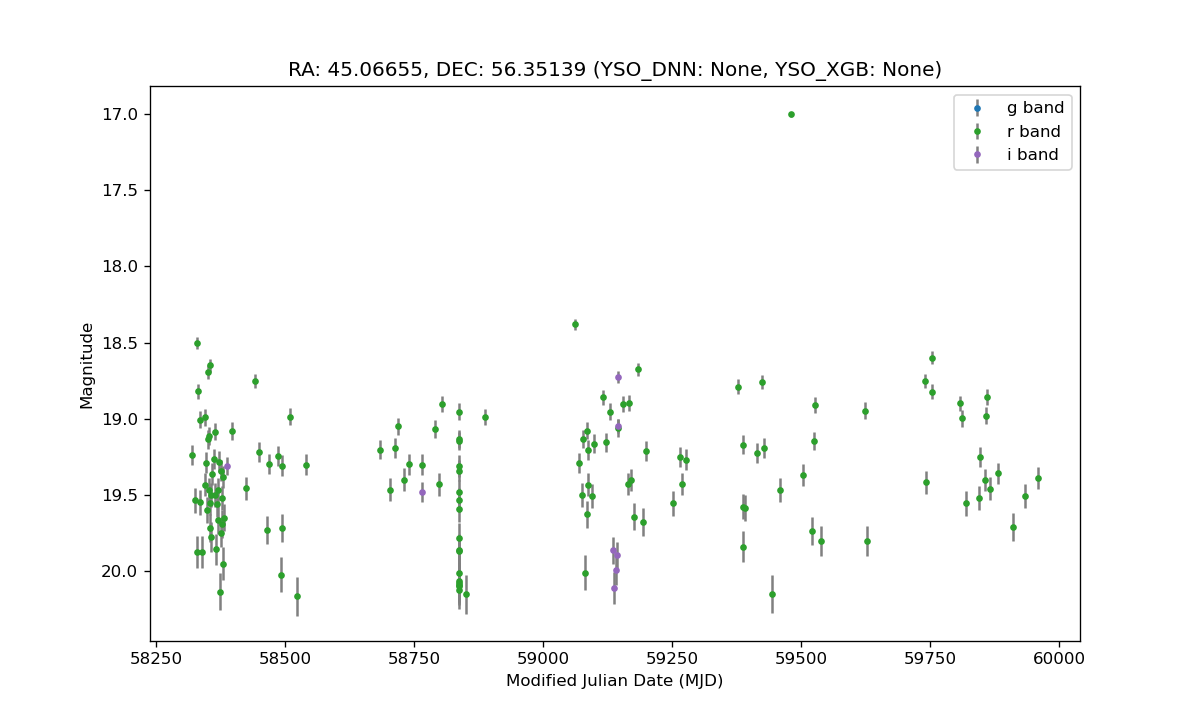 RA: 45.06655, DEC: 56.35139 (YSO_DNN: None, YSO_XGB: None)
g band
r band
i band
17.0
17.5
18.0
18.5
19.0
19.5
20.0
Magnitude
58250 58500 58750 59000 59250 59500 59750 60000
Modified Julian Date (MJD)